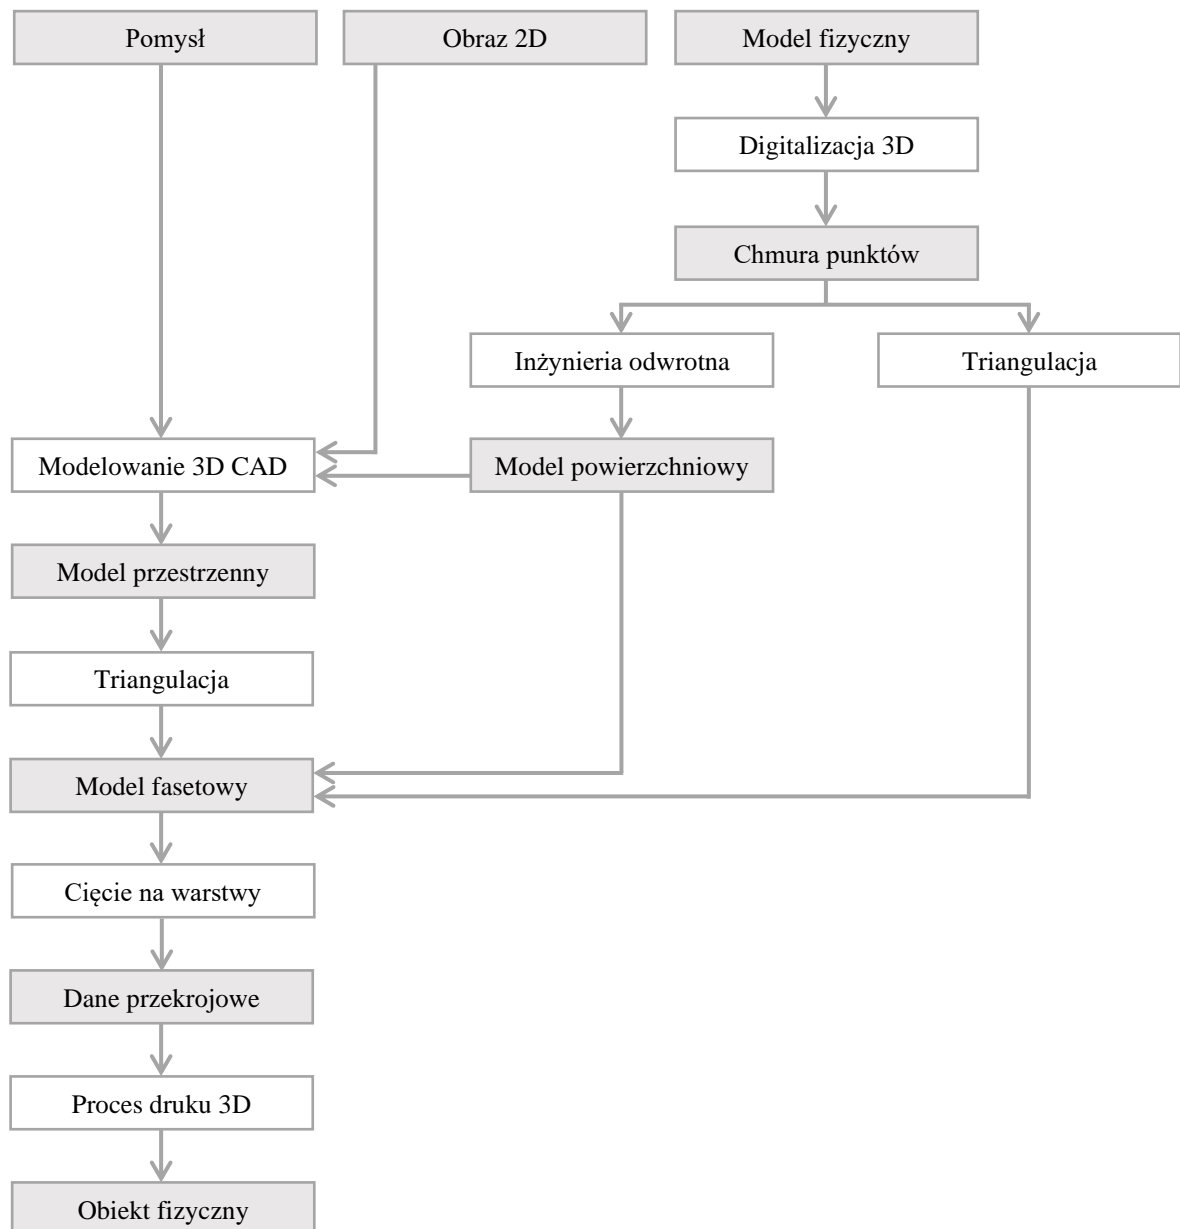 Pomysł
Obraz 2D
Model fizyczny
Digitalizacja 3D
Chmura punktów
Inżynieria odwrotna
Triangulacja
Modelowanie 3D CAD
Model powierzchniowy
Model przestrzenny
Triangulacja
Model fasetowy
Cięcie na warstwy
Dane przekrojowe
Proces druku 3D
Obiekt fizyczny